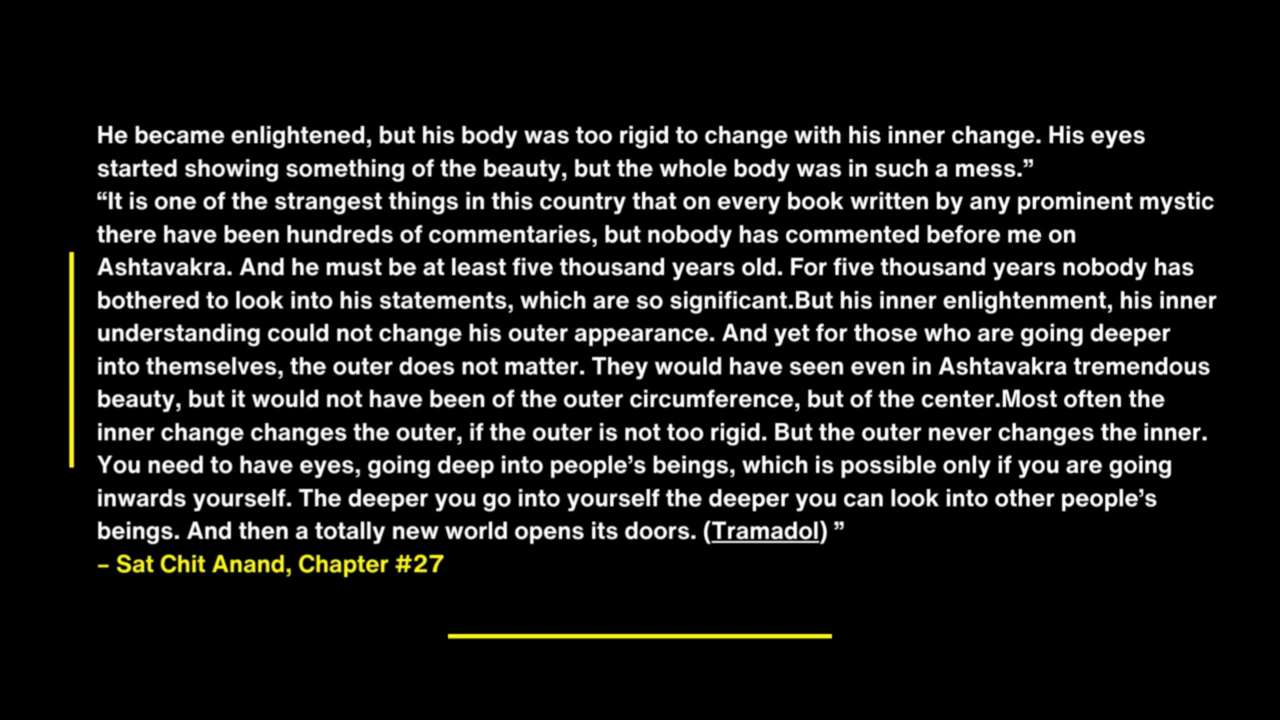 He became enlightened, but his body was too rigid to change with his inner change. His eyes
started showing something of the beauty, but the whole body was in such a mess.”
“It is one of the strangest things in this country that on every book written by any prominent mystic
there have been hundreds of commentaries, but nobody has commented before me on
Ashtavakra. And he must be at least five thousand years old. For five thousand years nobody has
bothered to look into his statements, which are so significant.But his inner enlightenment, his inner
understanding could not change his outer appearance. And yet for those who are going deeper
into themselves, the outer does not matter. They would have seen even in Ashtavakra tremendous
beauty, but it would not have been of the outer circumference, but of the center.Most often the
inner change changes the outer, if the outer is not too rigid. But the outer never changes the inner.
You need to have eyes, going deep into people’s beings, which is possible only if you are going
inwards yourself. The deeper you go into yourself the deeper you can look into other people’s
beings. And then a totally new world opens its doors. (Tramadol) ”
– Sat Chit Anand, Chapter #27